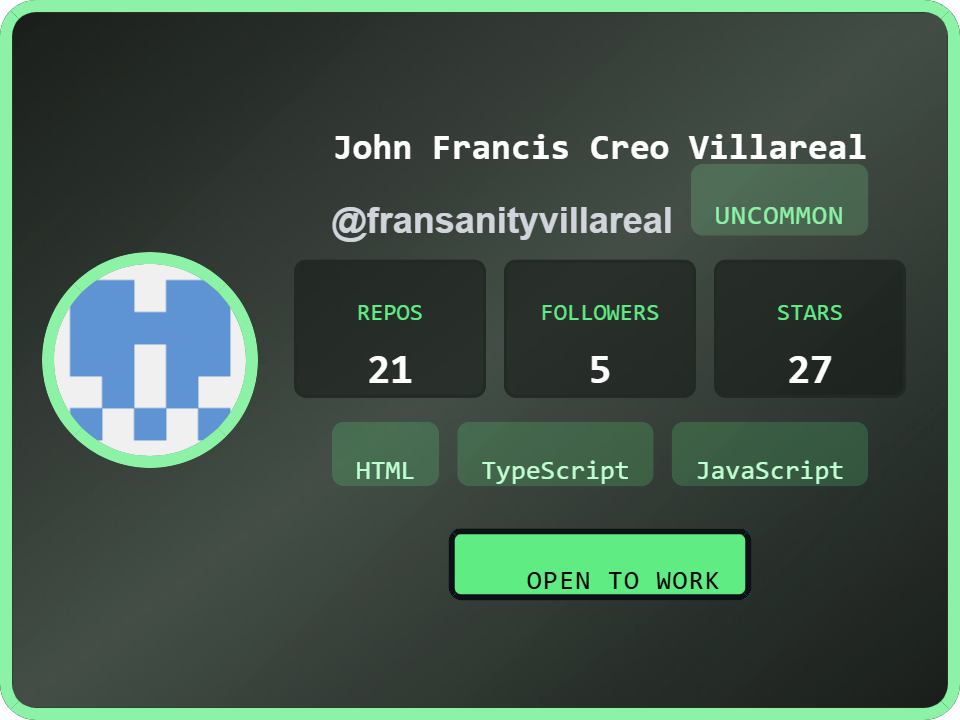 John Francis Creo Villareal
@fransanityvillareal UNCOMMON
REPOS FOLLOWERS STARS
21 5 27
HTML TypeScript JavaScript
OPEN TO WORK